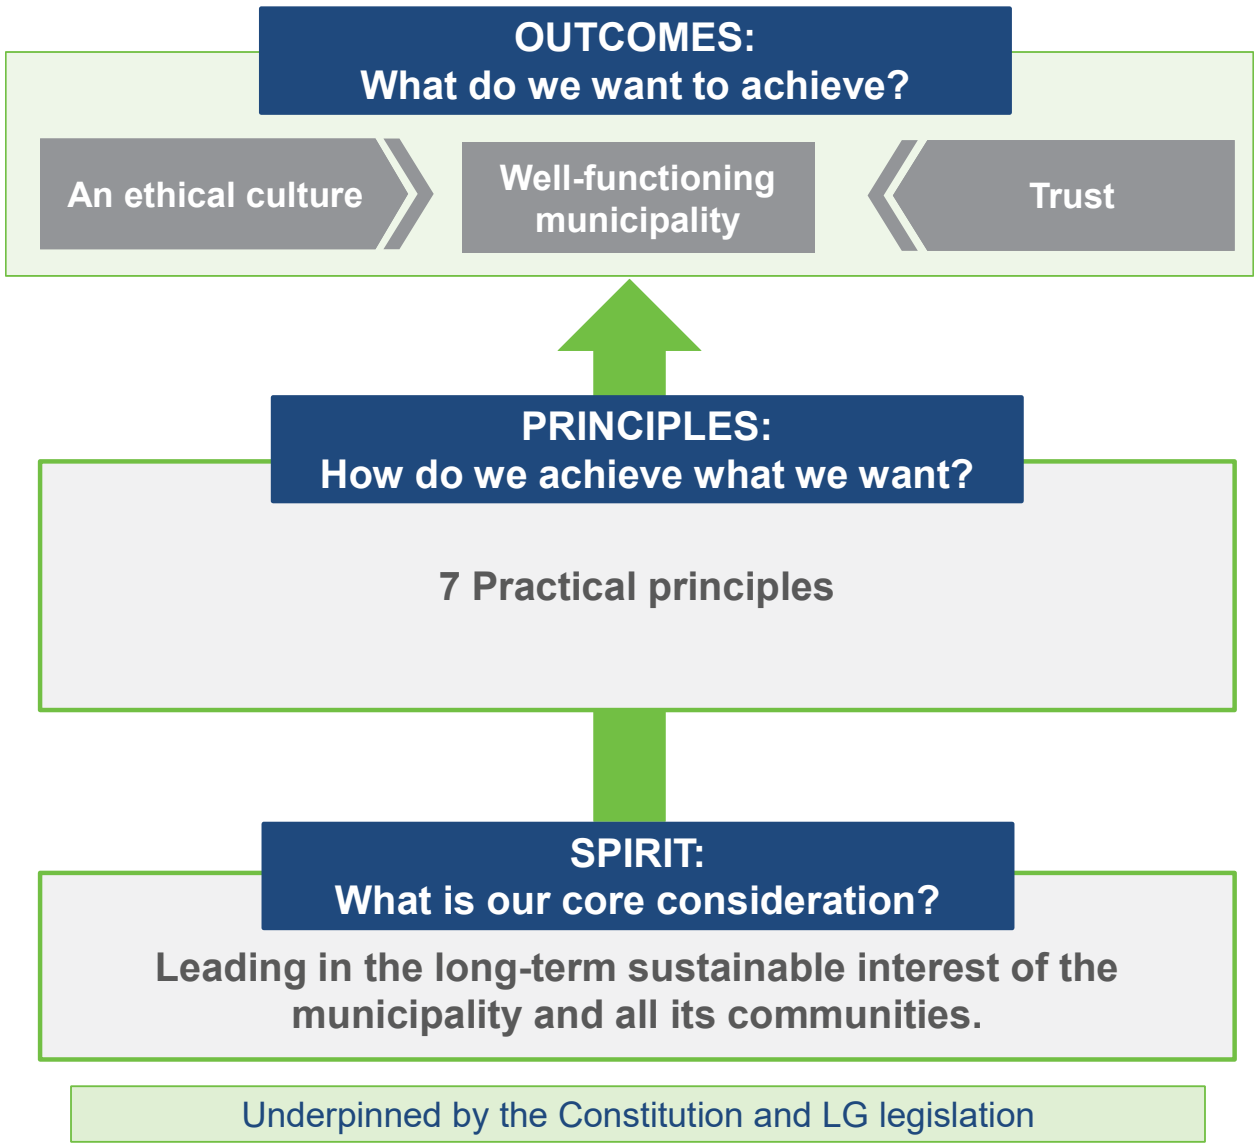 OUTCOMES:
What do we want to achieve?
An ethical culture
Well-functioning
municipality
Trust
PRINCIPLES:
How do we achieve what we want?
7 Practical principles
SPIRIT:
What is our core consideration?
Leading in the long-term sustainable interest of the
municipality and all its communities.
Underpinned by the Constitution and LG legislation